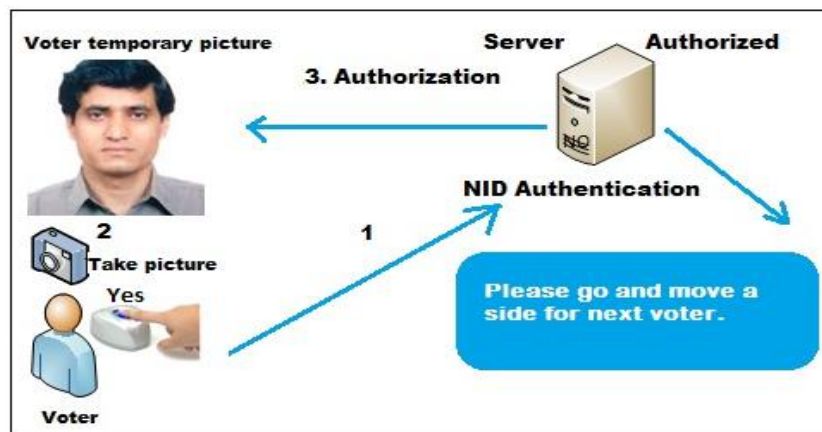 Voter temporary picture
Server Authorized
3. Authorization
NID Authentication
2
1
Take picture
Yes
Please go and move a
side for next voter.
Voter